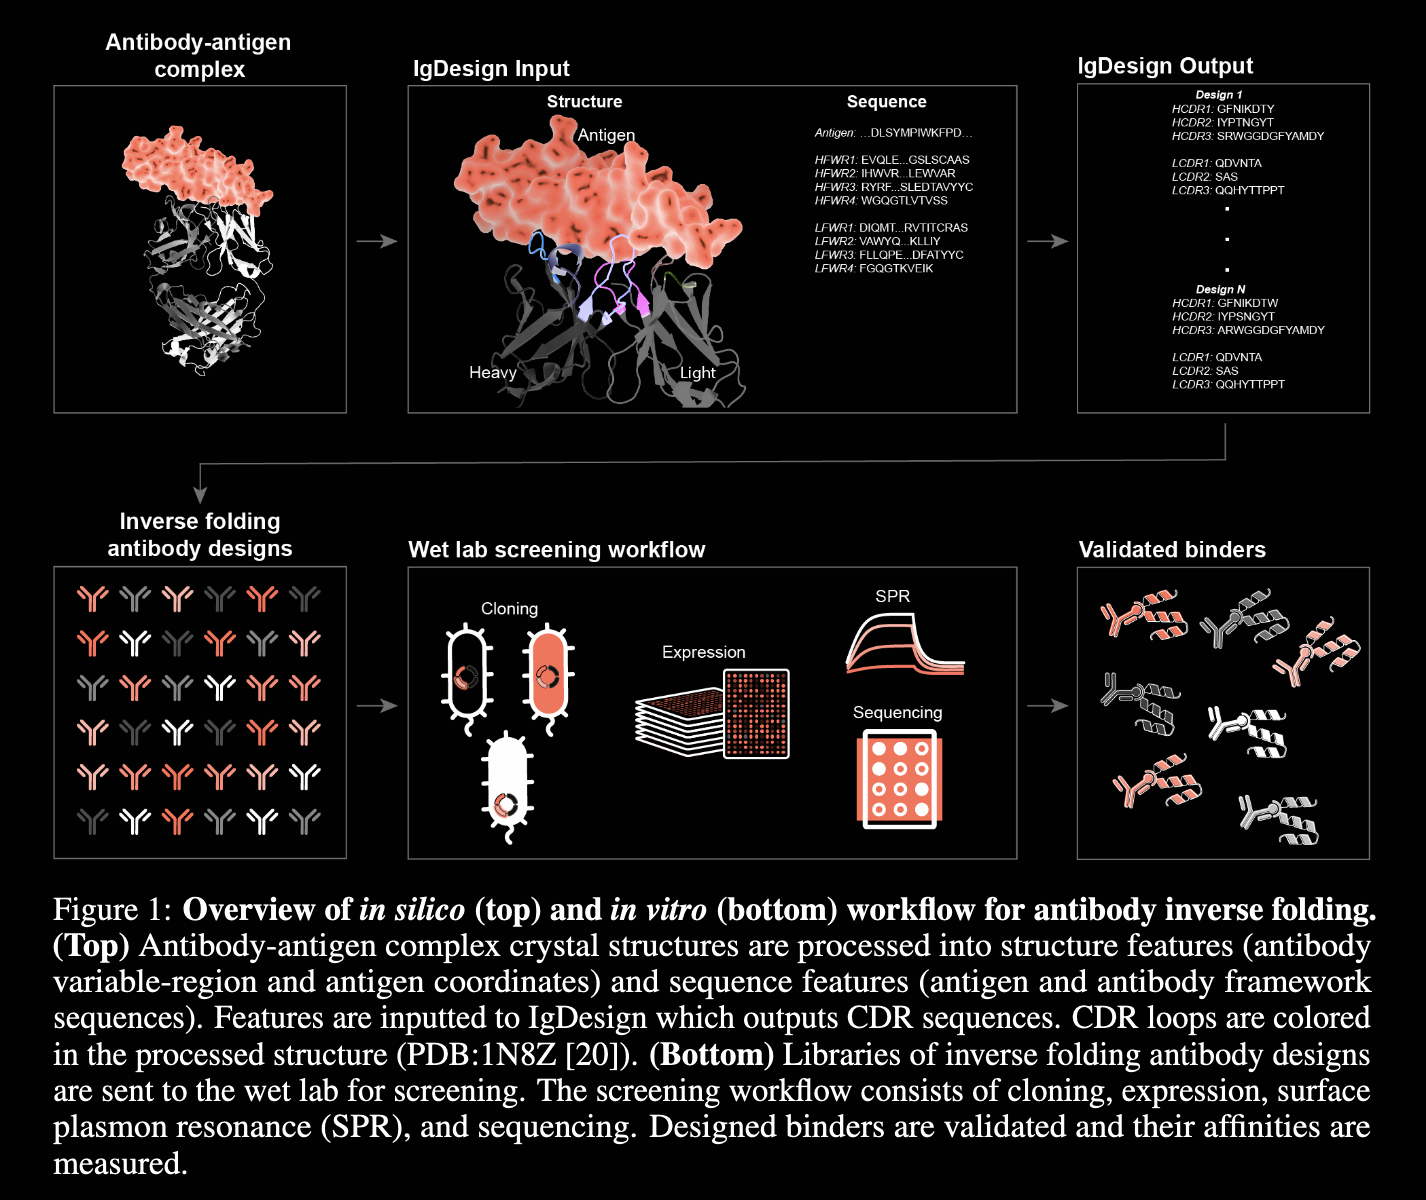 Antibody-antigen
complex
IgDesign Input
Structure
Antigen
Heavy
Light
Sequence
Antigen: ...DLSYMPIWKFPD...
HFWR1: EVQLE...GSLSCAAS
HFWR2: IHWVR...LEWVAR
HFWR3: RYRF...SLEDTAVYYC
HFWR4: WGQGTLVTVSS
LFWR1: DIQMT...RVTITCRAS
LFWR2: VAWYQ...KLLIY
LFWR3: FLLQPE...DFATYYC
LFWR4: FGQGTKVEIK
IgDesign Output
Design 1
HCDR1: GFNIKDTY
HCDR2: IYPTNGYT
HCDR3: SRWGGDGFYAMDY
LCDR1: QDVNTA
LCDR2: SAS
LCDR3: QQHYTTPPT
Design N
HCDR1: GFNIKDTW
HCDR2: IYPSNGYT
HCDR3: ARWGGDGFYAMDY
LCDR1: QDVNTA
LCDR2: SAS
LCDR3: QQHYTTPPT
Inverse folding
antibody designs
Wet lab screening workflow
Cloning
Expression
SPR
Sequencing
Validated binders
Figure 1: Overview of in silico (top) and in vitro (bottom) workflow for antibody inverse folding.
(Top) Antibody-antigen complex crystal structures are processed into structure features (antibody
variable-region and antigen coordinates) and sequence features (antigen and antibody framework
sequences). Features are inputted to IgDesign which outputs CDR sequences. CDR loops are colored
in the processed structure (PDB:1N8Z [20]). (Bottom) Libraries of inverse folding antibody designs
are sent to the wet lab for screening. The screening workflow consists of cloning, expression, surface
plasmon resonance (SPR), and sequencing. Designed binders are validated and their affinities are
measured.